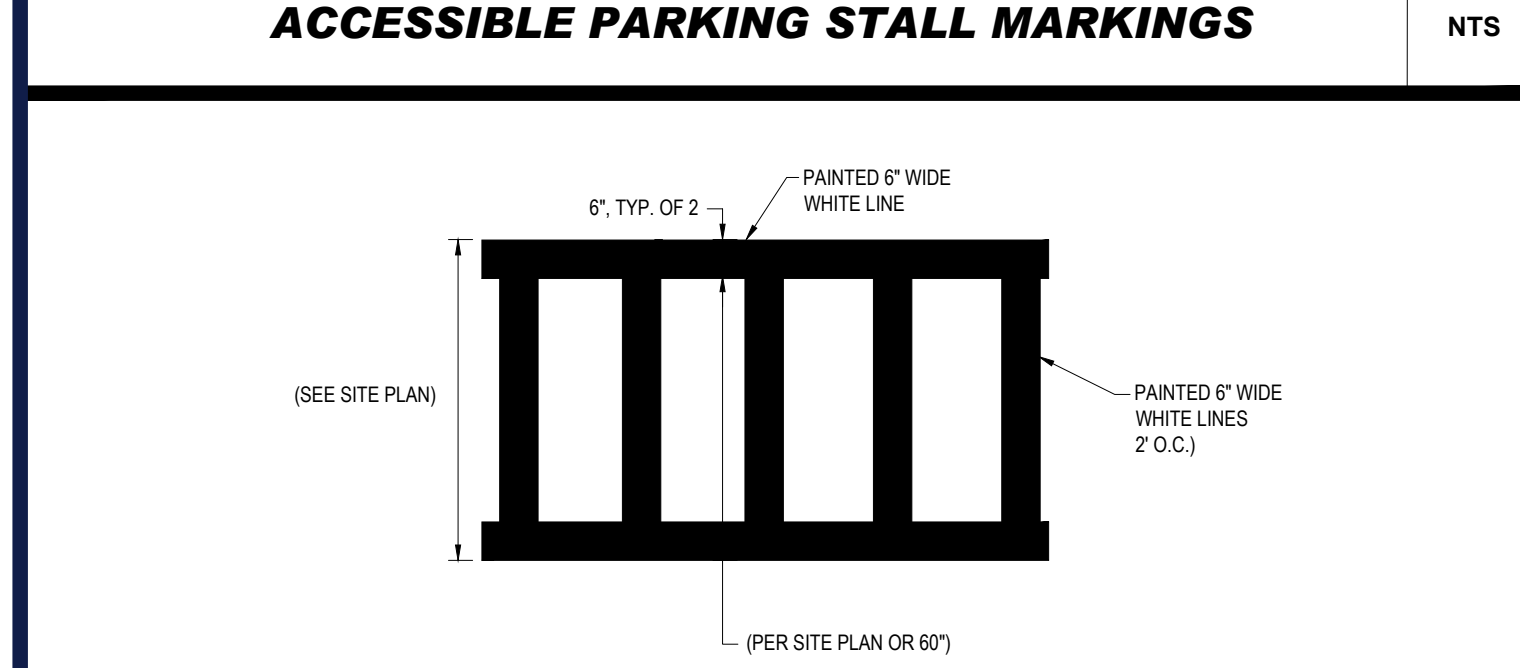 ACCESSIBLE PARKING STALL MARKINGS
NTS
PAINTED 6" WIDE
WHITE LINE
6", TYP. OF 2
(SEE SITE PLAN)
PAINTED 6" WIDE
WHITE LINES
2' O.C.)
(PER SITE PLAN OR 60")